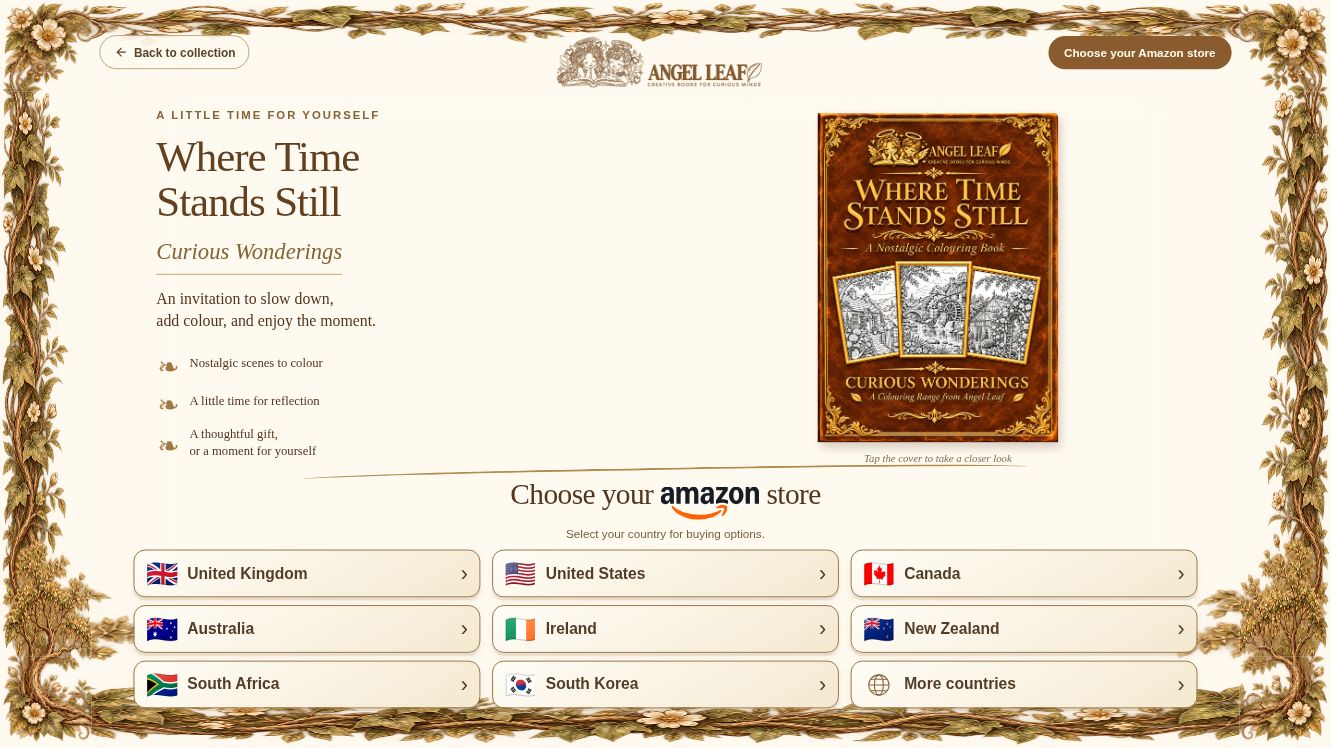 Back to collection
ANGEL LEAF
CREATIVE BOOKS FOR CURIOUS MINDS
Choose your Amazon store
A LITTLE TIME FOR YOURSELF
Where Time
Stands Still
Curious Wonderings
An invitation to slow down,
add colour, and enjoy the moment.
Nostalgic scenes to colour
A little time for reflection
A thoughtful gift,
or a moment for yourself
ANGEL LEAF
CREATIVE BOOKS FOR CURIOUS MINDS
WHERE TIME
STANDS STILL
A Nostalgic Colouring Book
CURIOUS WONDERINGS
A Colouring Range from Angel Leaf
Tap the cover to take a closer look
Choose your amazon store
Select your country for buying options.
United Kingdom
United States
Canada
Australia
Ireland
New Zealand
South Africa
South Korea
More countries